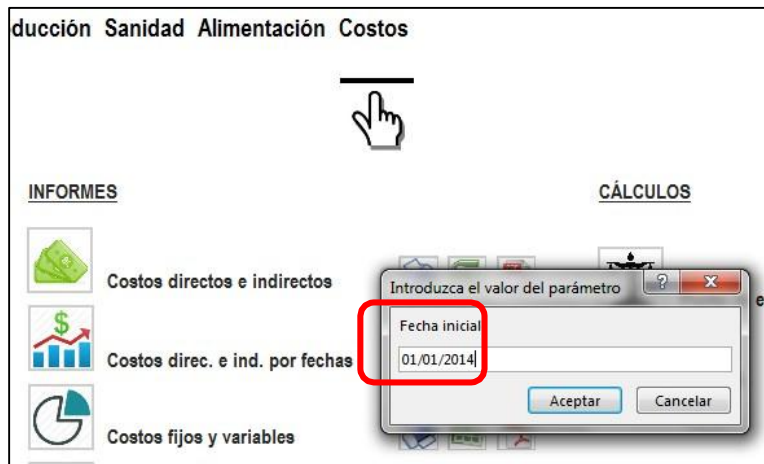 ducción Sanidad Alimentación Costos
INFORMES
CÁLCULOS
Costos directos e indirectos
Costos direc. e ind. por fechas
Costos fijos y variables
Introduzca el valor del parámetro
Fecha inicial
01/01/2014
Aceptar
Cancelar
e